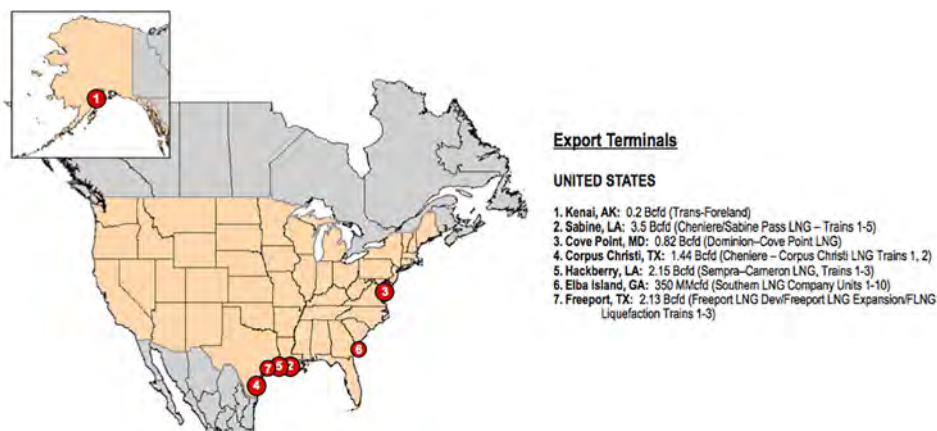 1
3
6
7 5 2
4
Export Terminals
UNITED STATES
1. Kenai, AK: 0.2 Bcfd (Trans-Foreland)
2. Sabine, LA: 3.5 Bcfd (Cheniere/Sabine Pass LNG – Trains 1-5)
3. Cove Point, MD: 0.82 Bcfd (Dominion–Cove Point LNG)
4. Corpus Christi, TX: 1.44 Bcfd (Cheniere – Corpus Christi LNG Trains 1, 2)
5. Hackberry, LA: 2.15 Bcfd (Sempra–Cameron LNG, Trains 1-3)
6. Elba Island, GA: 350 MMcfd (Southern LNG Company Units 1-10)
7. Freeport, TX: 2.13 Bcfd (Freeport LNG Dev/Freeport LNG Expansion/FLNG
Liquefaction Trains 1-3)